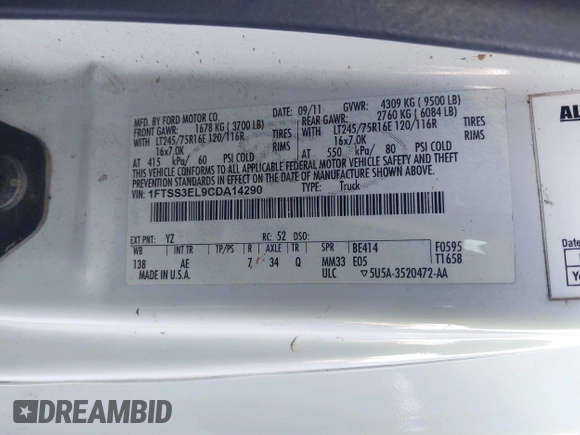 MFD. BY FORD MOTOR CO.
DATE: 09/11 GVWR: 4309 KG ( 9500 LB)
FRONT GAWR: 1678 KG ( 3700 LB) REAR GAWR: 2760 KG ( 6084 LB)
WITH LT245/75R16E 120/116R TIRES WITH LT245/75R16E 120/116R TIRES
16x7.0K RIMS 16x7.0K RIMS
AT 415 kPa/ 60 PSI COLD AT 550 kPa/ 80 PSI COLD
THIS VEHICLE CONFORMS TO ALL APPLICABLE FEDERAL MOTOR VEHICLE SAFETY AND THEFT
PREVENTION STANDARDS IN EFFECT ON THE DATE OF MANUFACTURE SHOWN ABOVE.
VIN: 1FTSS3EL9CDA14290 TYPE: Truck
EXT PNT: YZ RC: 52 DSO:
WB INT TR TP/PS R AXLE TR SPR BE414 F0595
138 AE 7 34 Q MM33 E05 T1658
MADE IN U.S.A. ULC ▽5U5A-3520472-AA
DREAMBID